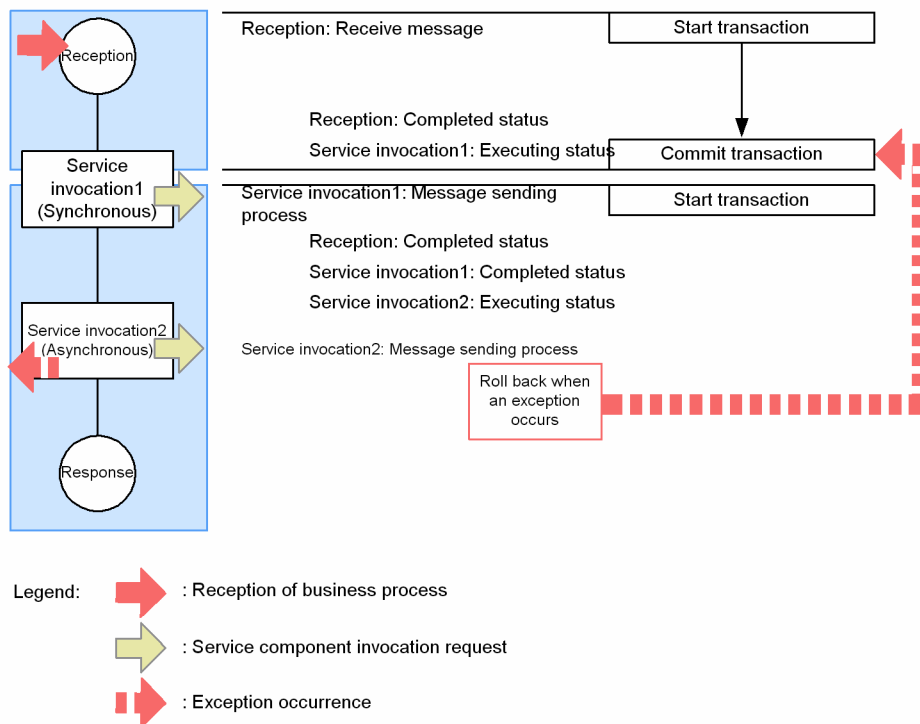 Reception
Reception: Receive message
Start transaction
Reception: Completed status
Service invocation1: Executing status
Commit transaction
Service
invocation1
(Synchronous)
Service invocation1: Message sending
process
Start transaction
Reception: Completed status
Service invocation1: Completed status
Service invocation2: Executing status
Service invocation2
(Asynchronous)
Service invocation2: Message sending process
Roll back when
an exception
occurs
Response
Legend:
: Reception of business process
: Service component invocation request
: Exception occurrence